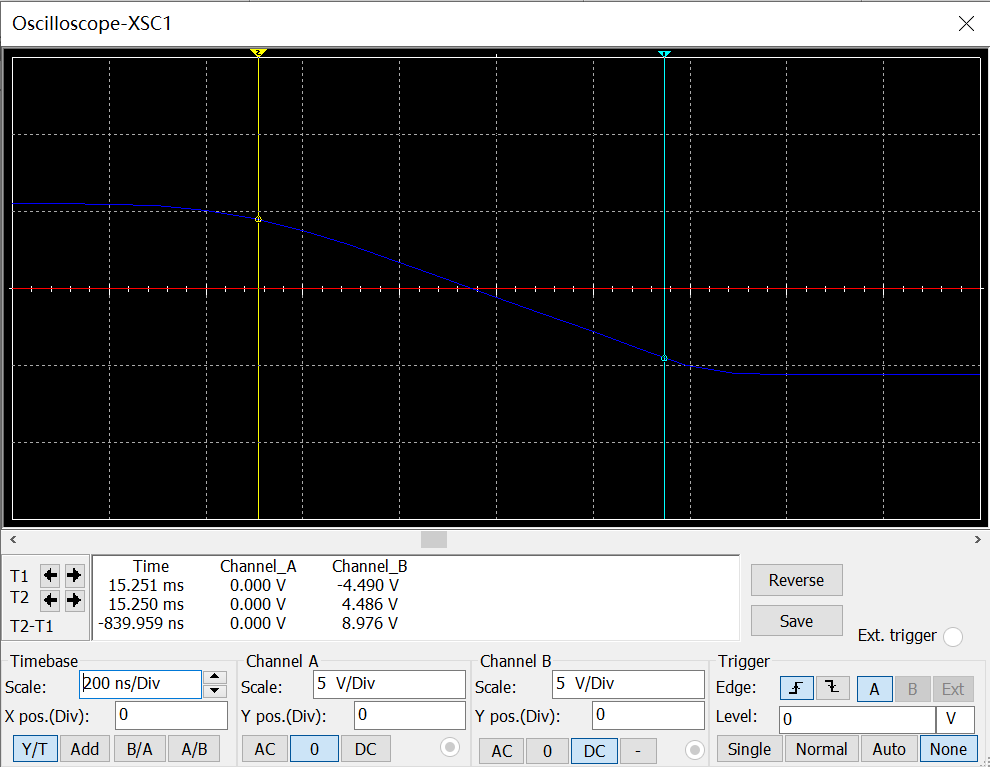 Oscilloscope-XSC1
2
1
Time Channel_A Channel_B
T1 15.251 ms 0.000 V -4.490 V
T2 15.250 ms 0.000 V 4.486 V
T2-T1 -839.959 ns 0.000 V 8.976 V
Reverse
Save
Ext. trigger
Timebase
Scale: 200 ns/Div
X pos.(Div): 0
Y/T Add B/A A/B
Channel A
Scale: 5 V/Div
Y pos.(Div): 0
AC 0 DC
Channel B
Scale: 5 V/Div
Y pos.(Div): 0
AC 0 DC -
Trigger
Edge: A B Ext
Level: 0 V
Single Normal Auto None